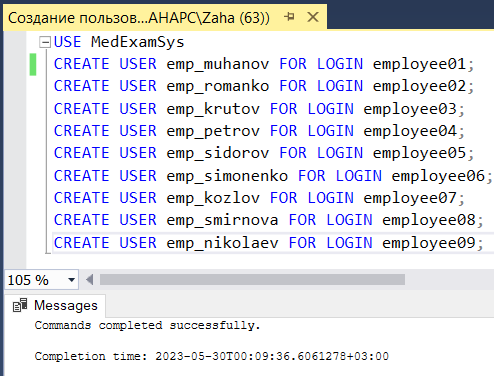 Создание пользов...АНАРС\Zaha (63))
USE MedExamSys
CREATE USER emp_muhanov FOR LOGIN employee01;
CREATE USER emp_romanko FOR LOGIN employee02;
CREATE USER emp_krutov FOR LOGIN employee03;
CREATE USER emp_petrov FOR LOGIN employee04;
CREATE USER emp_sidorov FOR LOGIN employee05;
CREATE USER emp_simonenko FOR LOGIN employee06;
CREATE USER emp_kozlov FOR LOGIN employee07;
CREATE USER emp_smirnova FOR LOGIN employee08;
CREATE USER emp_nikolaev FOR LOGIN employee09;
105 %
Messages
Commands completed successfully.
Completion time: 2023-05-30T00:09:36.6061278+03:00